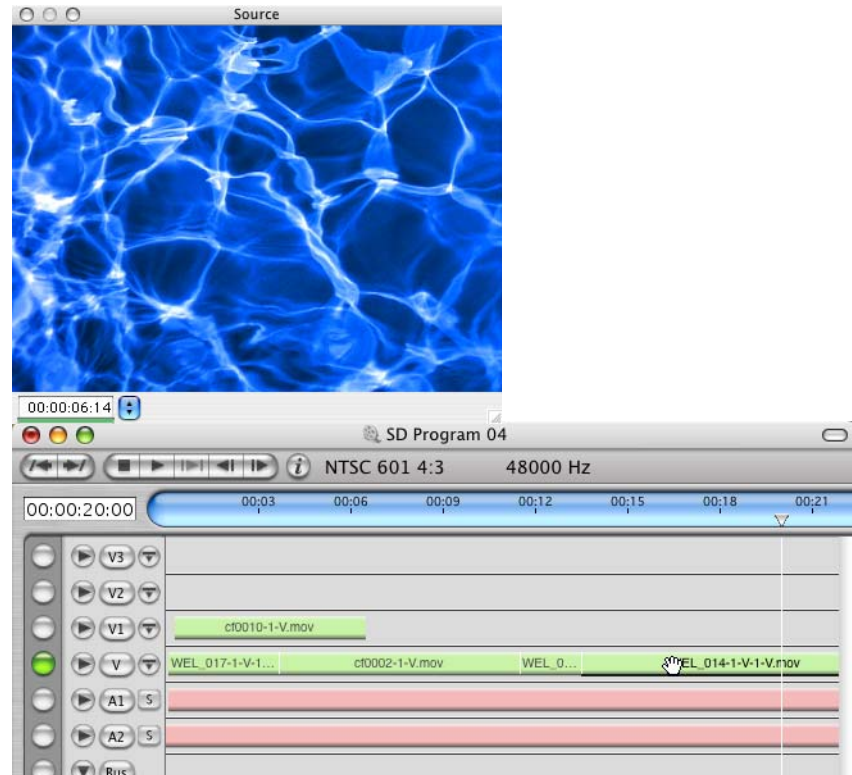 Source
00:00:06:14
SD Program 04
i NTSC 601 4:3 48000 Hz
00:00:20:00 00:03 00:06 00:09 00:12 00:15 00:18 00:21
V3
V2
V1 cf0010-1-V.mov
V WEL_017-1-V-1... cf0002-1-V.mov WEL_0... WEL_014-1-V-1-V.mov
A1 S
A2 S
Bus